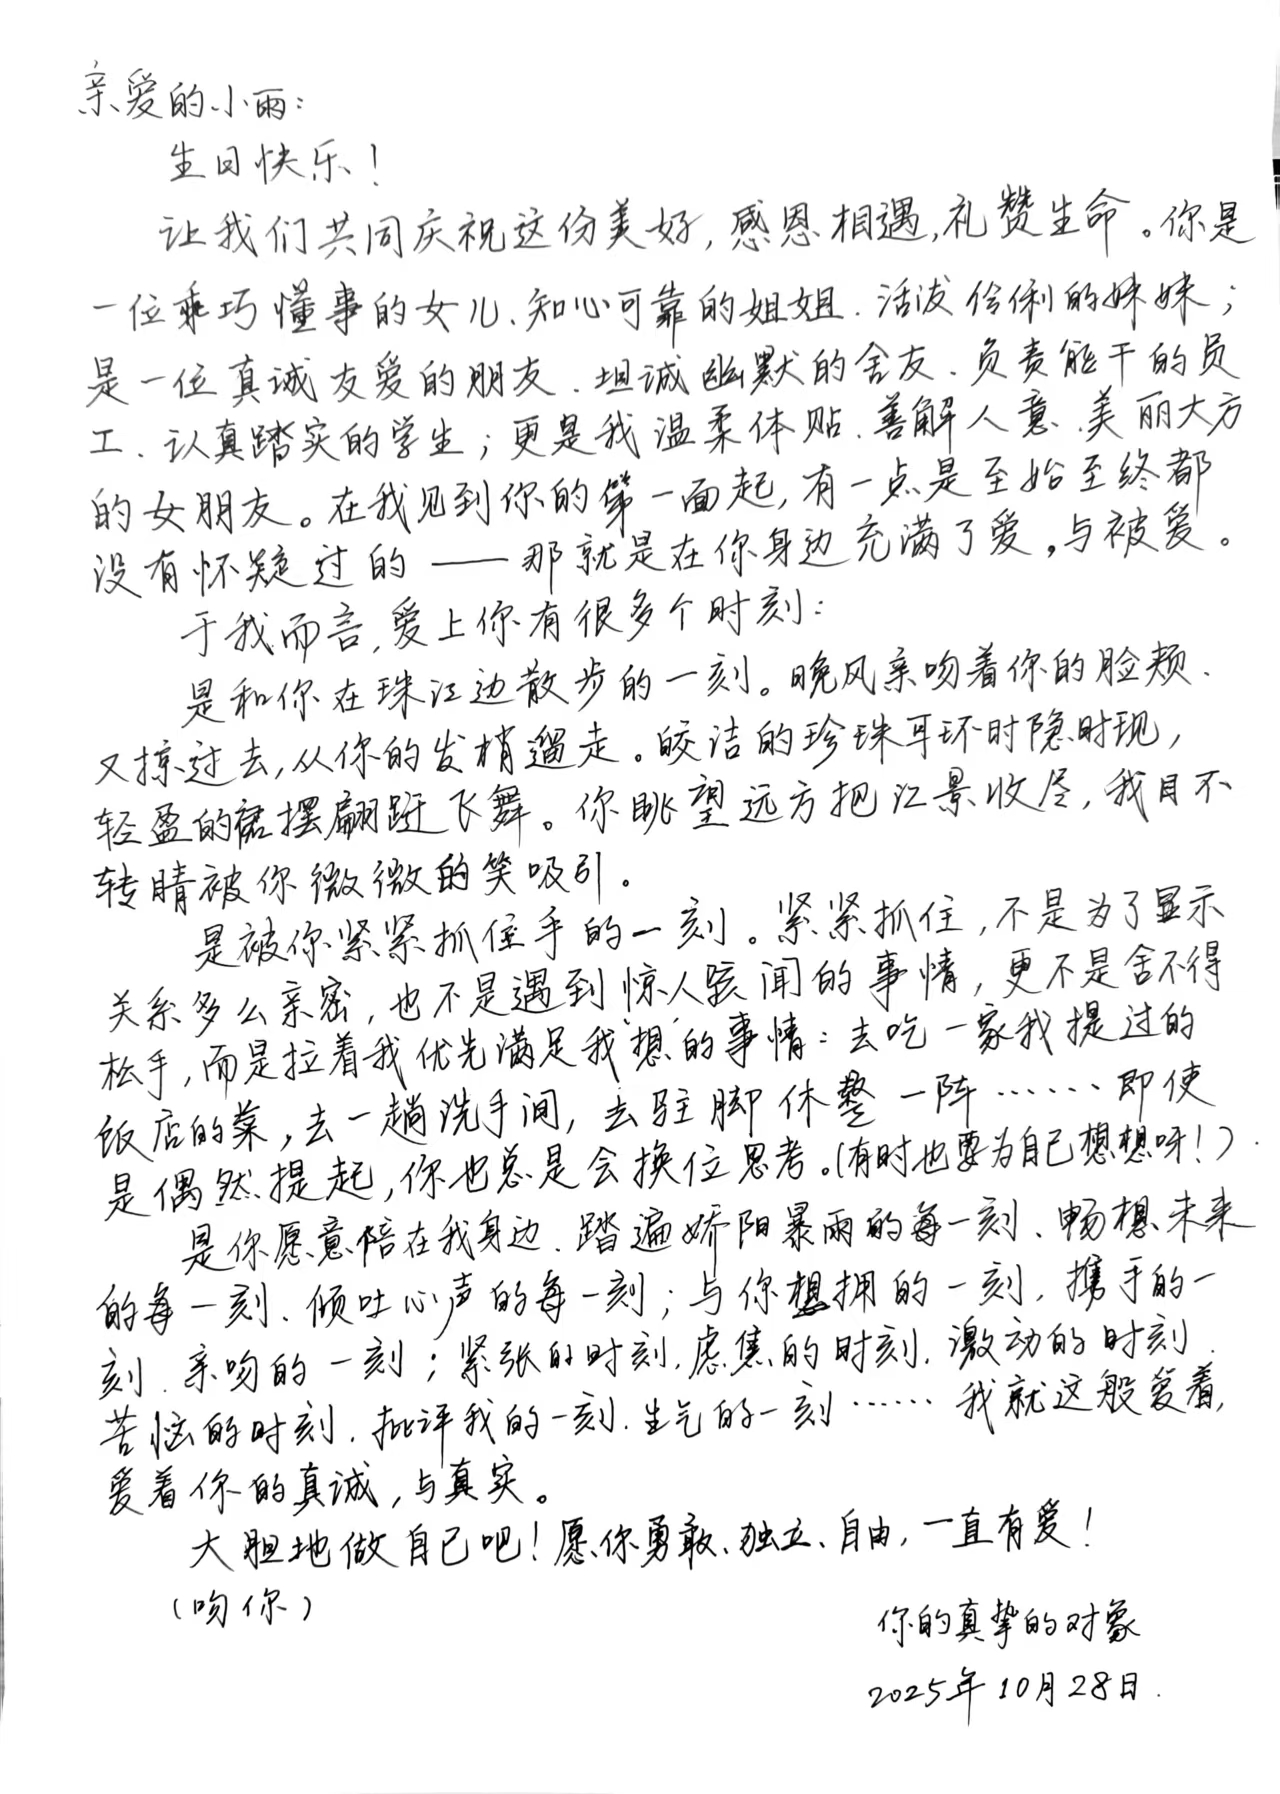 亲爱的小雨：
生日快乐！
让我们共同庆祝这份美好，感恩相遇，礼赞生命。你是
一位乖巧懂事的女儿、知心可靠的姐姐、活泼伶俐的妹妹；
是一位真诚友爱的朋友、坦诚幽默的舍友、负责能干的员
工、认真踏实的学生；更是我温柔体贴、善解人意、美丽大方
的女朋友。在我见到你的第一面起，有一点是至始至终都
没有怀疑过的——那就是在你身边充满了爱，与被爱。
于我而言，爱上你有很多个时刻：
是和你在珠江边散步的一刻。晚风亲吻着你的脸颊、
又掠过去，从你的发梢遛走。皎洁的珍珠耳环时隐时现，
轻盈的裙摆翩跹飞舞。你眺望远方把江景收尽，我目不
转睛被你微微的笑吸引。
是被你紧紧抓住手的一刻。紧紧抓住，不是为了显示
关系多么亲密，也不是遇到惊人骇闻的事情，更不是舍不得
松手，而是拉着我优先满足我“想”的事情：去吃一家我提过的
饭店的菜，去一趟洗手间，去驻脚休整一阵……即使
是偶然提起，你也总是会换位思考。（有时也要为自己想想呀！）
是你愿意陪在我身边、踏遍娇阳暴雨的每一刻、畅想未来
的每一刻、倾吐心声的每一刻；与你想拥的一刻、携手的一
刻、亲吻的一刻；紧张的时刻、虑焦的时刻、激动的时刻、
苦恼的时刻、批评我的一刻、生气的一刻……我就这般爱着，
爱着你的真诚，与真实。
大胆地做自己吧！愿你勇敢、独立、自由，一直有爱！
（吻你）
你的真挚的对象
2025年10月28日.